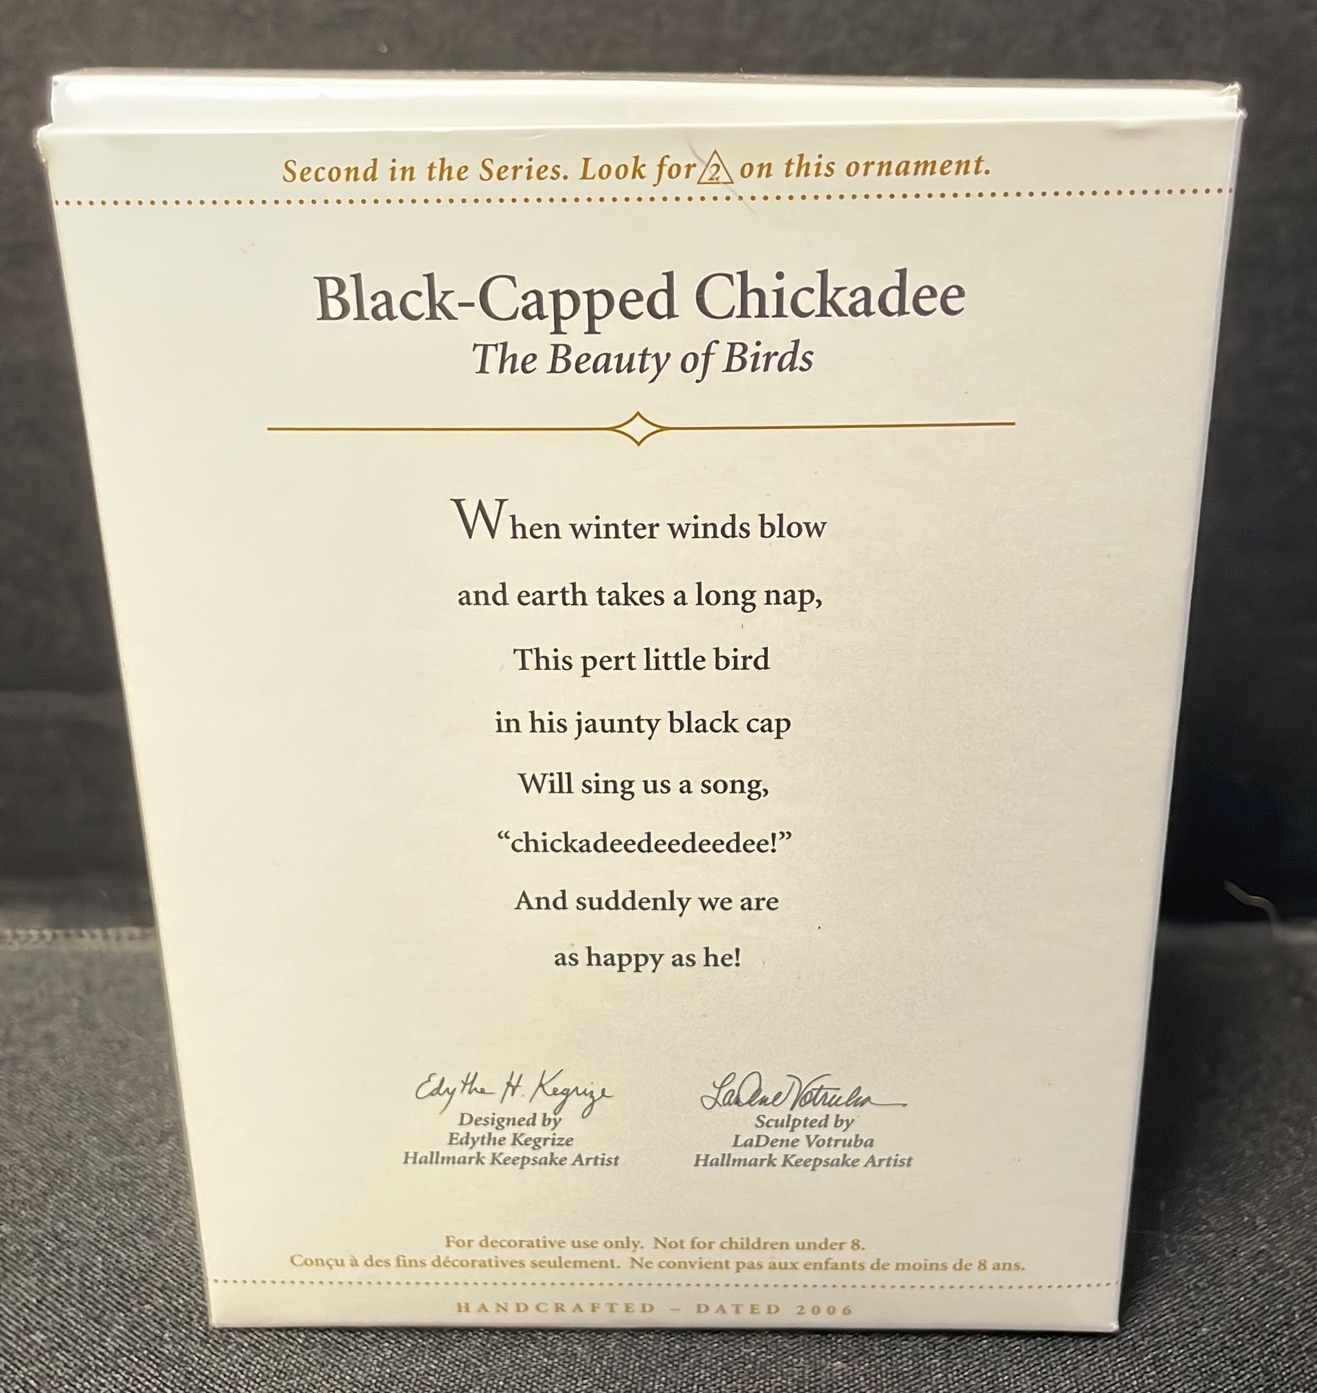 Second in the Series. Look for 2 on this ornament.
Black-Capped Chickadee
The Beauty of Birds
When winter winds blow
and earth takes a long nap,
This pert little bird
in his jaunty black cap
Will sing us a song,
“chickadeedeedeedee!”
And suddenly we are
as happy as he!
Edythe H. Kegrize LaDene Votruba
Designed by Sculpted by
Edythe Kegrize LaDene Votruba
Hallmark Keepsake Artist Hallmark Keepsake Artist
For decorative use only. Not for children under 8.
Conçu à des fins décoratives seulement. Ne convient pas aux enfants de moins de 8 ans.
HANDCRAFTED – DATED 2006